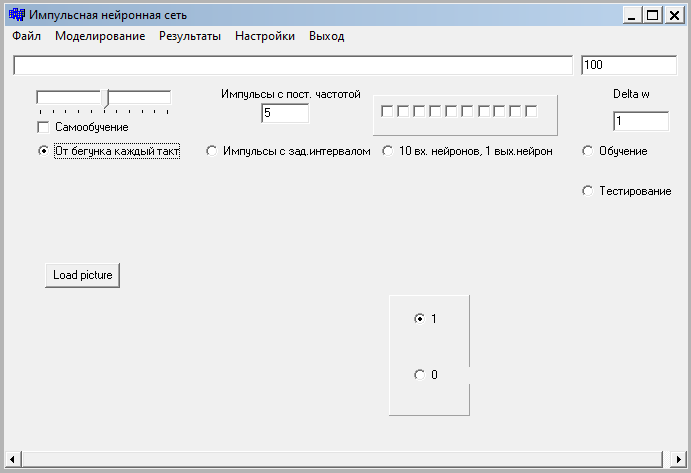 Импульсная нейронная сеть
Файл Моделирование Результаты Настройки Выход
100
Импульсы с пост. частотой
Delta w
5
1
Самообучение
От бегунка каждый такт
Импульсы с зад.интервалом
10 вх. нейронов, 1 вых.нейрон
Обучение
Тестирование
Load picture
1
0